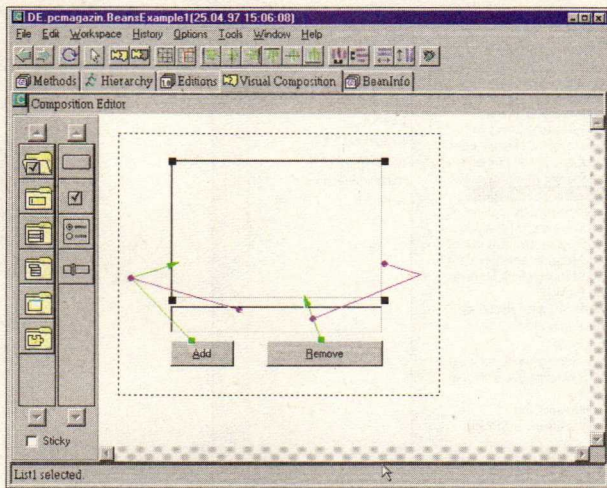 DE.pcmagazin.BeansExample1(25.04.97 15:06:08)
File Edit Workspace History Options Tools Window Help
Methods Hierarchy Editions Visual Composition BeanInfo
Composition Editor
Add Remove
Sticky
List1 selected.